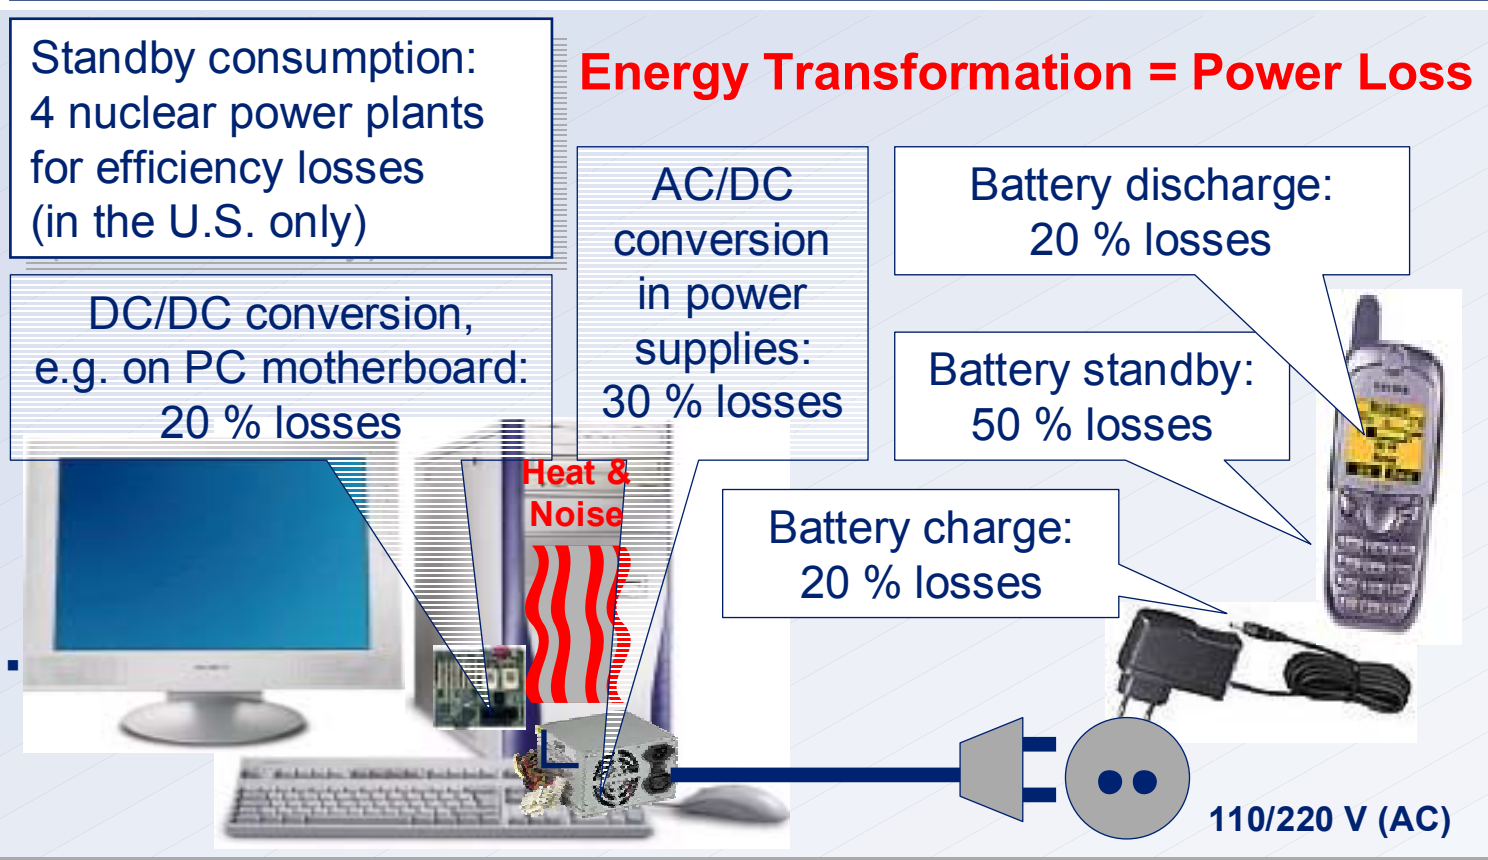 Standby consumption:
4 nuclear power plants
for efficiency losses
(in the U.S. only)
Energy Transformation = Power Loss
DC/DC conversion,
e.g. on PC motherboard:
20 % losses
AC/DC
conversion
in power
supplies:
30 % losses
Battery discharge:
20 % losses
Battery standby:
50 % losses
Battery charge:
20 % losses
Heat &
Noise
110/220 V (AC)